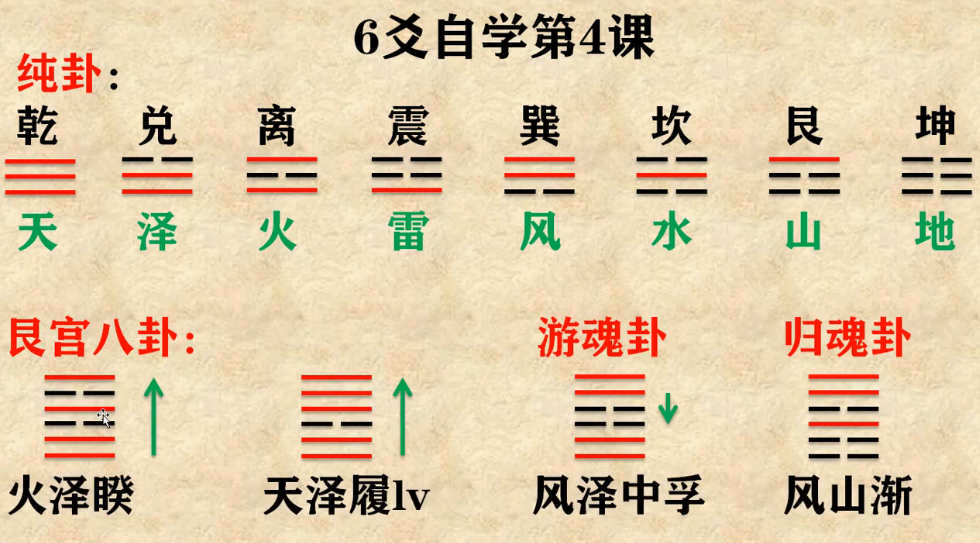 6爻自学第4课
纯卦：
乾 兑 离 震 巽 坎 艮 坤
天 泽 火 雷 风 水 山 地
艮宫八卦： 游魂卦 归魂卦
火泽睽 天泽履lv 风泽中孚 风山渐